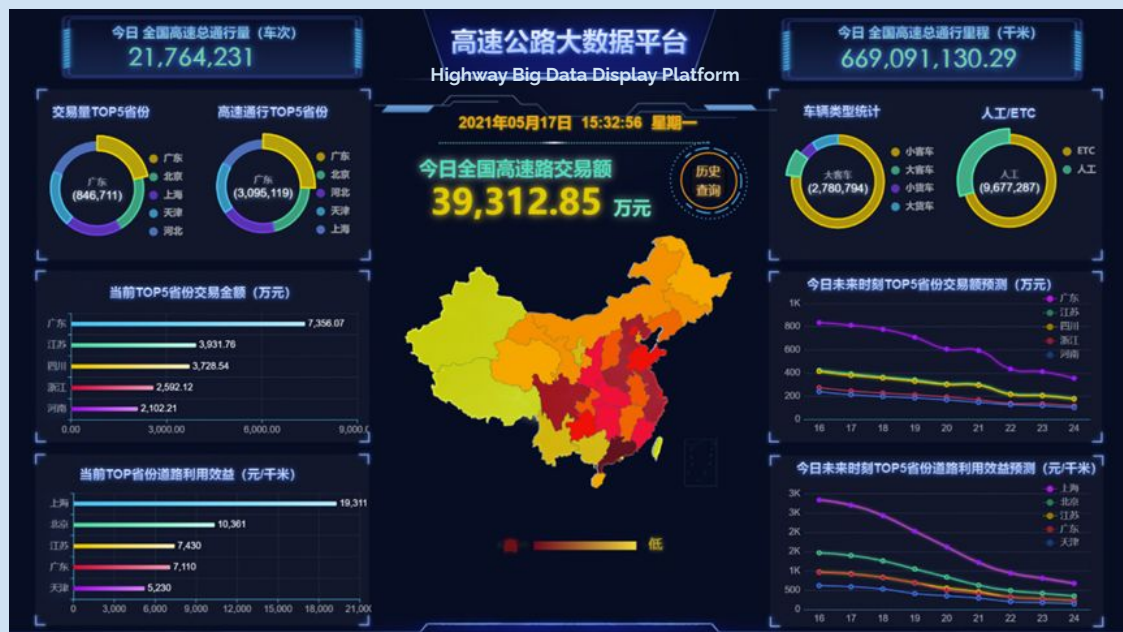 今日 全国高速总通行量（车次）
21,764,231
高速公路大数据平台
Highway Big Data Display Platform
今日 全国高速总通行里程（千米）
669,091,130.29
2021年05月17日 15:32:56 星期一
今日全国高速路交易额
39,312.85 万元
历史
查询
交易量TOP5省份
广东
(846,711)
广东
北京
上海
天津
河北
高速通行TOP5省份
广东
(3,095,119)
广东
北京
河北
天津
上海
车辆类型统计
大客车
(2,780,794)
小客车
大客车
小货车
大货车
人工/ETC
人工
(9,677,287)
ETC
人工
当前TOP5省份交易金额（万元）
广东 7,356.07
江苏 3,931.76
四川 3,728.54
浙江 2,592.12
河南 2,102.21
0.00 3,000.00 6,000.00 9,000.0
当前TOP省份道路利用效益（元/千米）
上海 19,311
北京 10,361
江苏 7,430
广东 7,110
天津 5,230
0 3,000 6,000 9,000 12,000 15,000 18,000 21,000
低
今日未来时刻TOP5省份交易额预测（万元）
广东
江苏
四川
浙江
河南
1K
800
600
400
200
0
16 17 18 19 20 21 22 23 24
今日未来时刻TOP5省份道路利用效益预测（元/千米）
上海
北京
江苏
广东
天津
3K
3K
2K
2K
1K
500
0
16 17 18 19 20 21 22 23 24